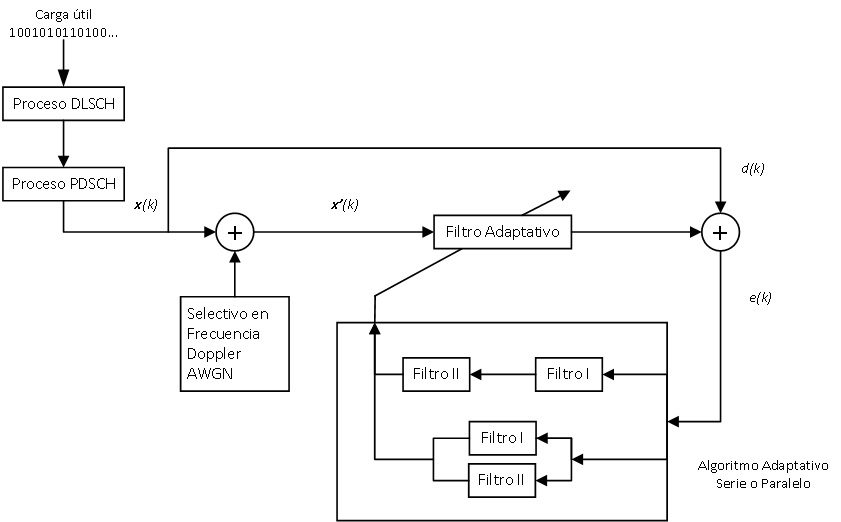 Carga útil
1001010110100...
Proceso DLSCH
Proceso PDSCH
x(k)
+
x'(k)
Filtro Adaptativo
d(k)
+
e(k)
Selectivo en
Frecuencia
Doppler
AWGN
Filtro II
Filtro I
Filtro I
Filtro II
Algoritmo Adaptativo
Serie o Paralelo